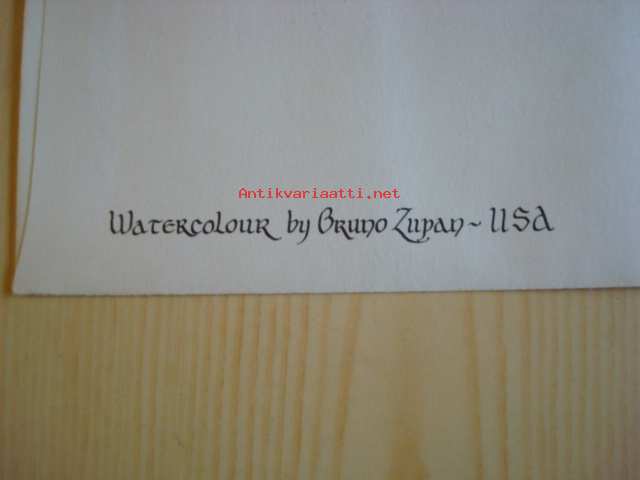 Antikvariaatti.net
Watercolour by Bruno Zupan ~ USA